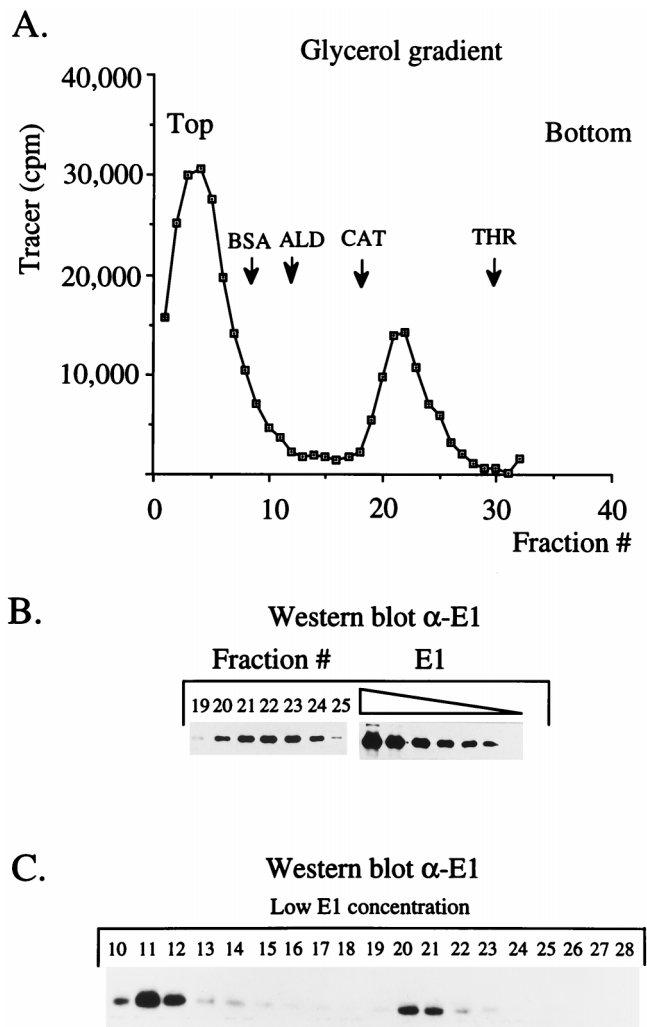 A.
Glycerol gradient
40,000
Top
Bottom
30,000
Tracer (cpm)
BSA ALD CAT THR
20,000
10,000
0 10 20 30 40
Fraction #
B.
Western blot α-E1
Fraction # E1
19 20 21 22 23 24 25
C.
Western blot α-E1
Low E1 concentration
10 11 12 13 14 15 16 17 18 19 20 21 22 23 24 25 26 27 28